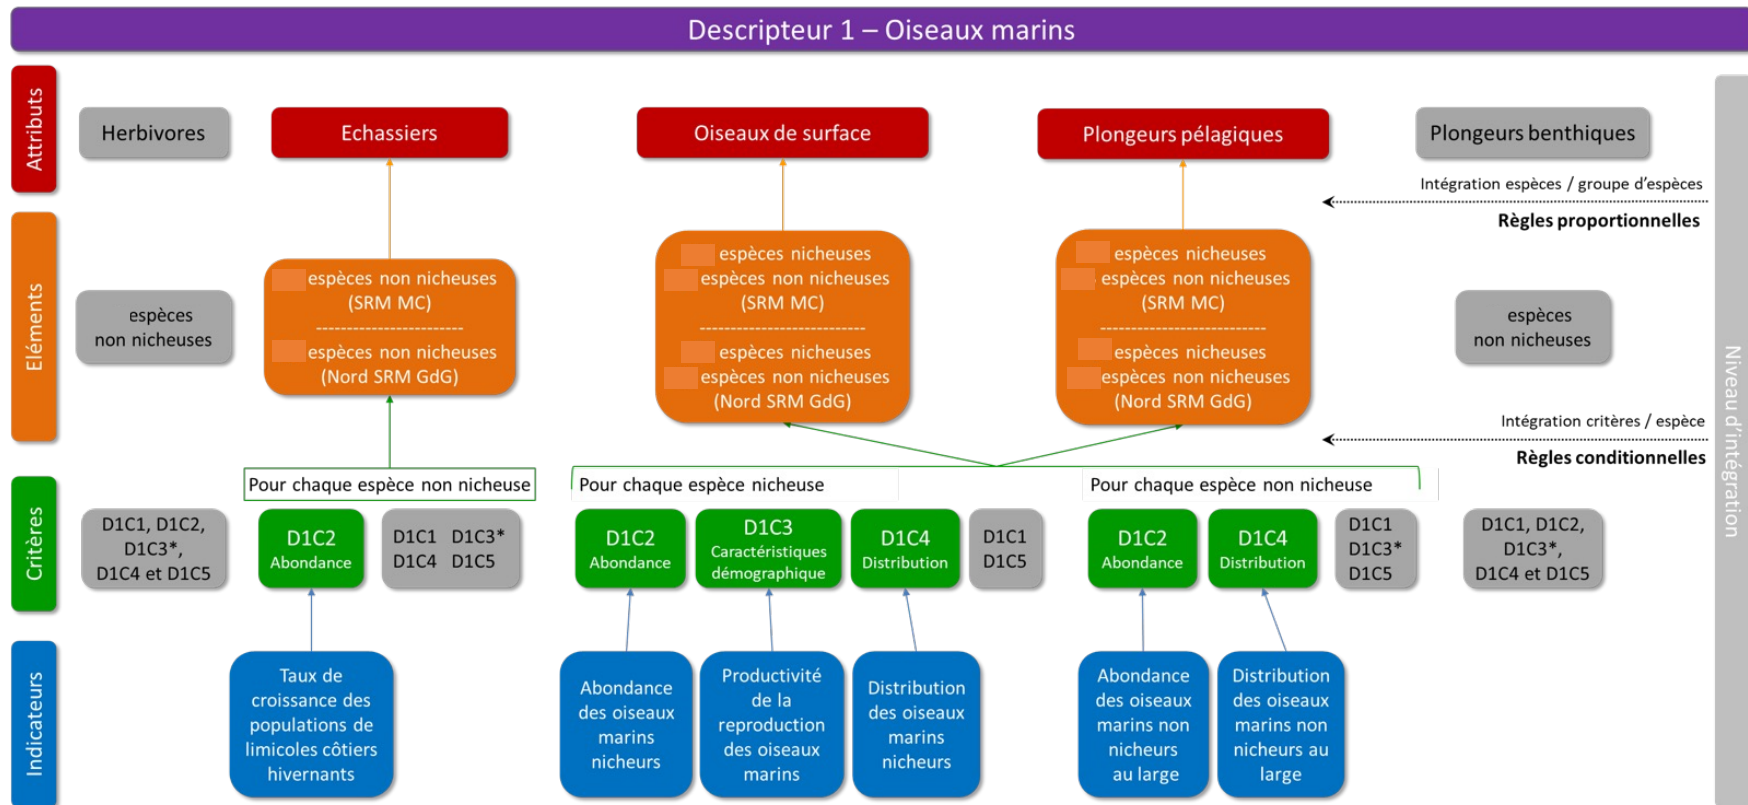 Descripteur 1 – Oiseaux marins
Attributs
Herbivores
Echassiers
Oiseaux de surface
Plongeurs pélagiques
Plongeurs benthiques
Intégration espèces / groupe d'espèces
Règles proportionnelles
Eléments
espèces
non nicheuses
espèces non nicheuses
(SRM MC)
------------------------
espèces non nicheuses
(Nord SRM GdG)
espèces nicheuses
espèces non nicheuses
(SRM MC)
---------------------------
espèces nicheuses
espèces non nicheuses
(Nord SRM GdG)
espèces nicheuses
espèces non nicheuses
(SRM MC)
---------------------------
espèces nicheuses
espèces non nicheuses
(Nord SRM GdG)
espèces
non nicheuses
Intégration critères / espèce
Règles conditionnelles
Niveau d'intégration
Critères
Pour chaque espèce non nicheuse
Pour chaque espèce nicheuse
Pour chaque espèce non nicheuse
D1C1, D1C2,
D1C3*,
D1C4 et D1C5
D1C2
Abondance
D1C1 D1C3*
D1C4 D1C5
D1C2
Abondance
D1C3
Caractéristiques
démographique
D1C4
Distribution
D1C1
D1C5
D1C2
Abondance
D1C4
Distribution
D1C1
D1C3*
D1C5
D1C1, D1C2,
D1C3*,
D1C4 et D1C5
Indicateurs
Taux de
croissance des
populations de
limicoles côtiers
hivernants
Abondance
des oiseaux
marins
nicheurs
Productivité
de la
reproduction
des oiseaux
marins
Distribution
des oiseaux
marins
nicheurs
Abondance
des oiseaux
marins non
nicheurs
au large
Distribution
des oiseaux
marins non
nicheurs au
large